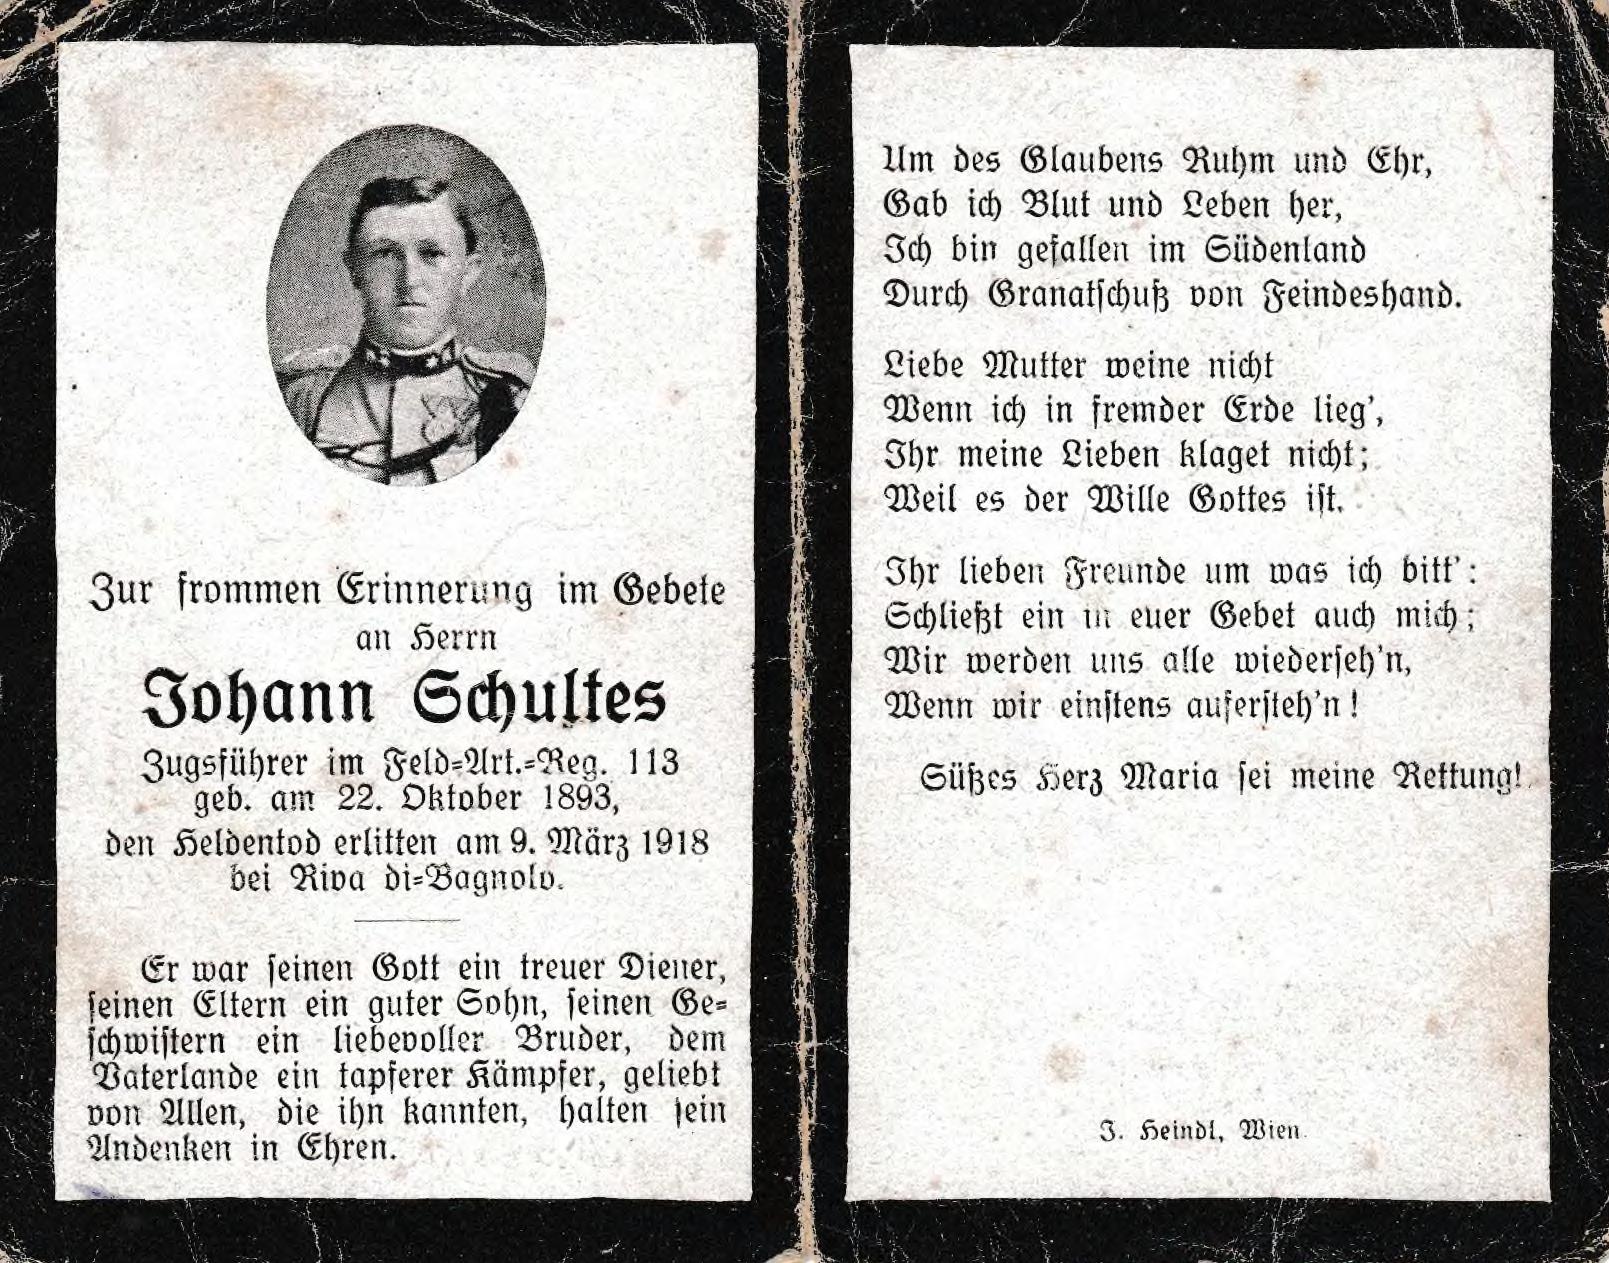 Zur frommen Erinnerung im Gebete
an Herrn
Johann Schultes
Zugsführer im Feld-Art.-Reg. 113
geb. am 22. Oktober 1893,
den Heldentod erlitten am 9. März 1918
bei Riva di-Bagnolo.
Er war seinen Gott ein treuer Diener,
seinen Eltern ein guter Sohn, seinen Ge-
schwistern ein liebevoller Bruder, dem
Vaterlande ein tapferer Kämpfer, geliebt
von Allen, die ihn kannten, halten sein
Andenken in Ehren.
Um des Glaubens Ruhm und Ehr,
Gab ich Blut und Leben her,
Ich bin gefallen im Südenland
Durch Granatschuß von Feindeshand.
Liebe Mutter weine nicht
Wenn ich in fremder Erde lieg',
Ihr meine Lieben klaget nicht;
Weil es der Wille Gottes ist.
Ihr lieben Freunde um was ich bitt':
Schließt ein in euer Gebet auch mich;
Wir werden uns alle wiederseh'n,
Wenn wir einstens aufersteh'n!
Süßes Herz Maria sei meine Rettung!
J. Heindl, Wien.